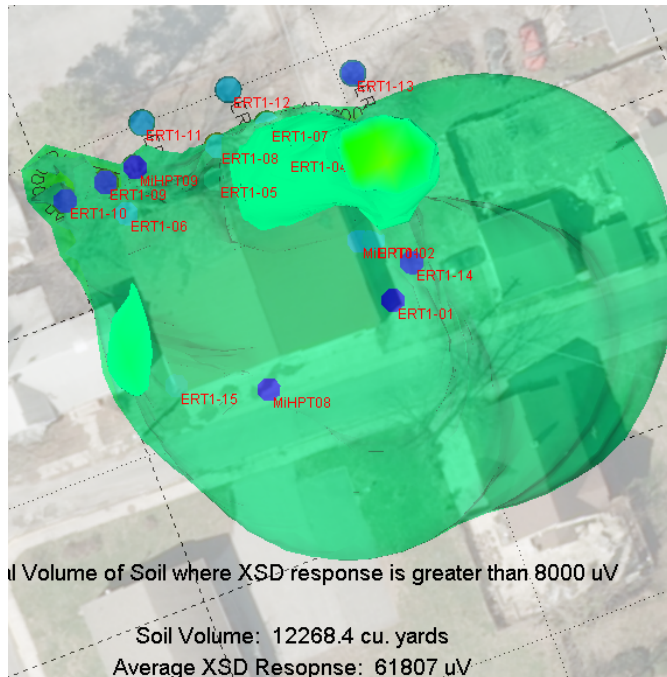 ERT1-13
ERT1-12
ERT1-11
ERT1-07
ERT1-08
ERT1-04
MiHPT09
ERT1-09
ERT1-05
ERT1-10
ERT1-06
ERT1-14
ERT1-01
ERT1-15
MiHPT08
al Volume of Soil where XSD response is greater than 8000 uV
Soil Volume: 12268.4 cu. yards
Average XSD Resopnse: 61807 uV